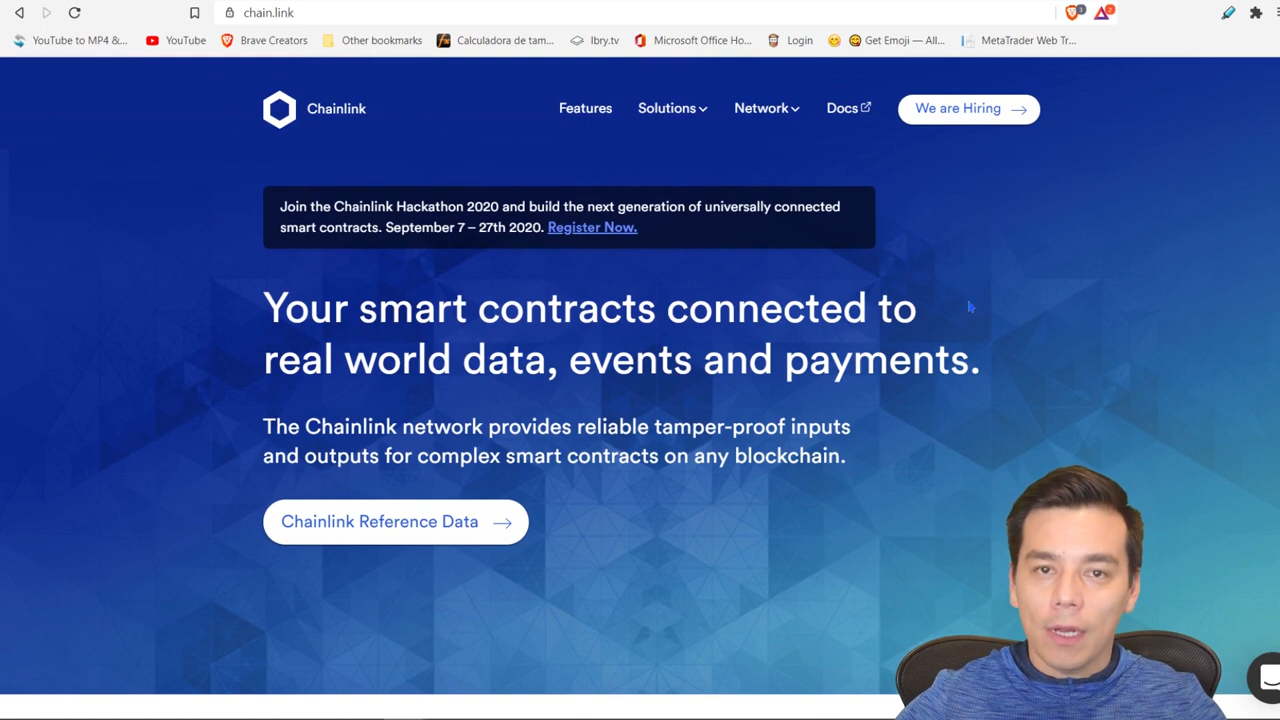 chain.link
3
2
YouTube to MP4 &...
YouTube
Brave Creators
Other bookmarks
Calculadora de tam...
lbry.tv
Microsoft Office Ho...
Login
Get Emoji — All...
MetaTrader Web Tr...
Chainlink
Features
Solutions
Network
Docs
We are Hiring
Join the Chainlink Hackathon 2020 and build the next generation of universally connected
smart contracts. September 7 – 27th 2020. Register Now.
Your smart contracts connected to
real world data, events and payments.
The Chainlink network provides reliable tamper-proof inputs
and outputs for complex smart contracts on any blockchain.
Chainlink Reference Data